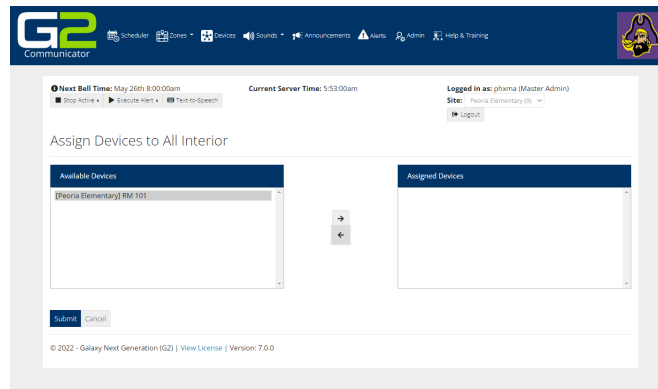 G2
Communicator
Scheduler Zones Devices Sounds Announcements Alerts Admin Help & Training
Next Bell Time: May 26th 8:00:00am Current Server Time: 5:53:00am Logged in as: phxma (Master Admin)
Stop Active Execute Alert Text-to-Speech Site: Peoria Elementary (9)
Logout
Assign Devices to All Interior
Available Devices Assigned Devices
[Peoria Elementary] RM 101
Submit Cancel
© 2022 - Galaxy Next Generation (G2) | View License | Version: 7.0.0